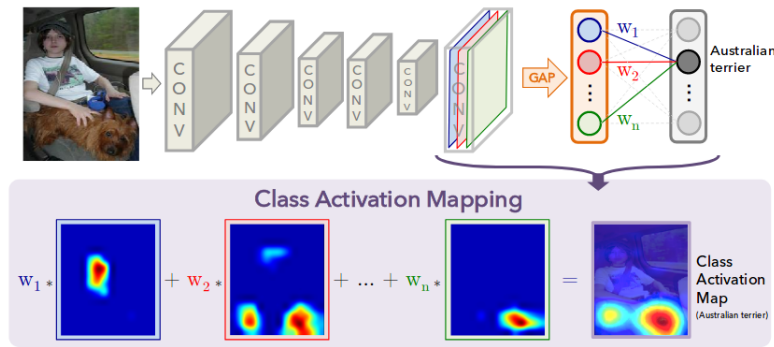 CONV
CONV
CONV
CONV
CONV
CONV
GAP
w1
w2
wn
Australian
terrier
Class Activation Mapping
w1 * + w2 * + ... + wn * =
Class
Activation
Map
(Australian terrier)